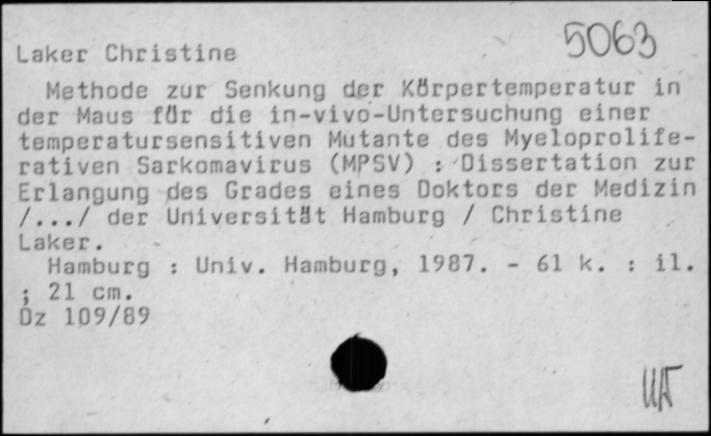 5063
Laker Christine
Methode zur Senkung der Körpertemperatur in
der Maus für die in-vivo-Untersuchung einer
temperatursensitiven Mutante des Myeloprolife-
rativen Sarkomavirus (MPSV) : Dissertation zur
Erlangung des Grades eines Doktors der Medizin
/.../ der Universität Hamburg / Christine
Laker.
Hamburg : Univ. Hamburg, 1987. - 61 k. : il.
; 21 cm.
Dz 109/89